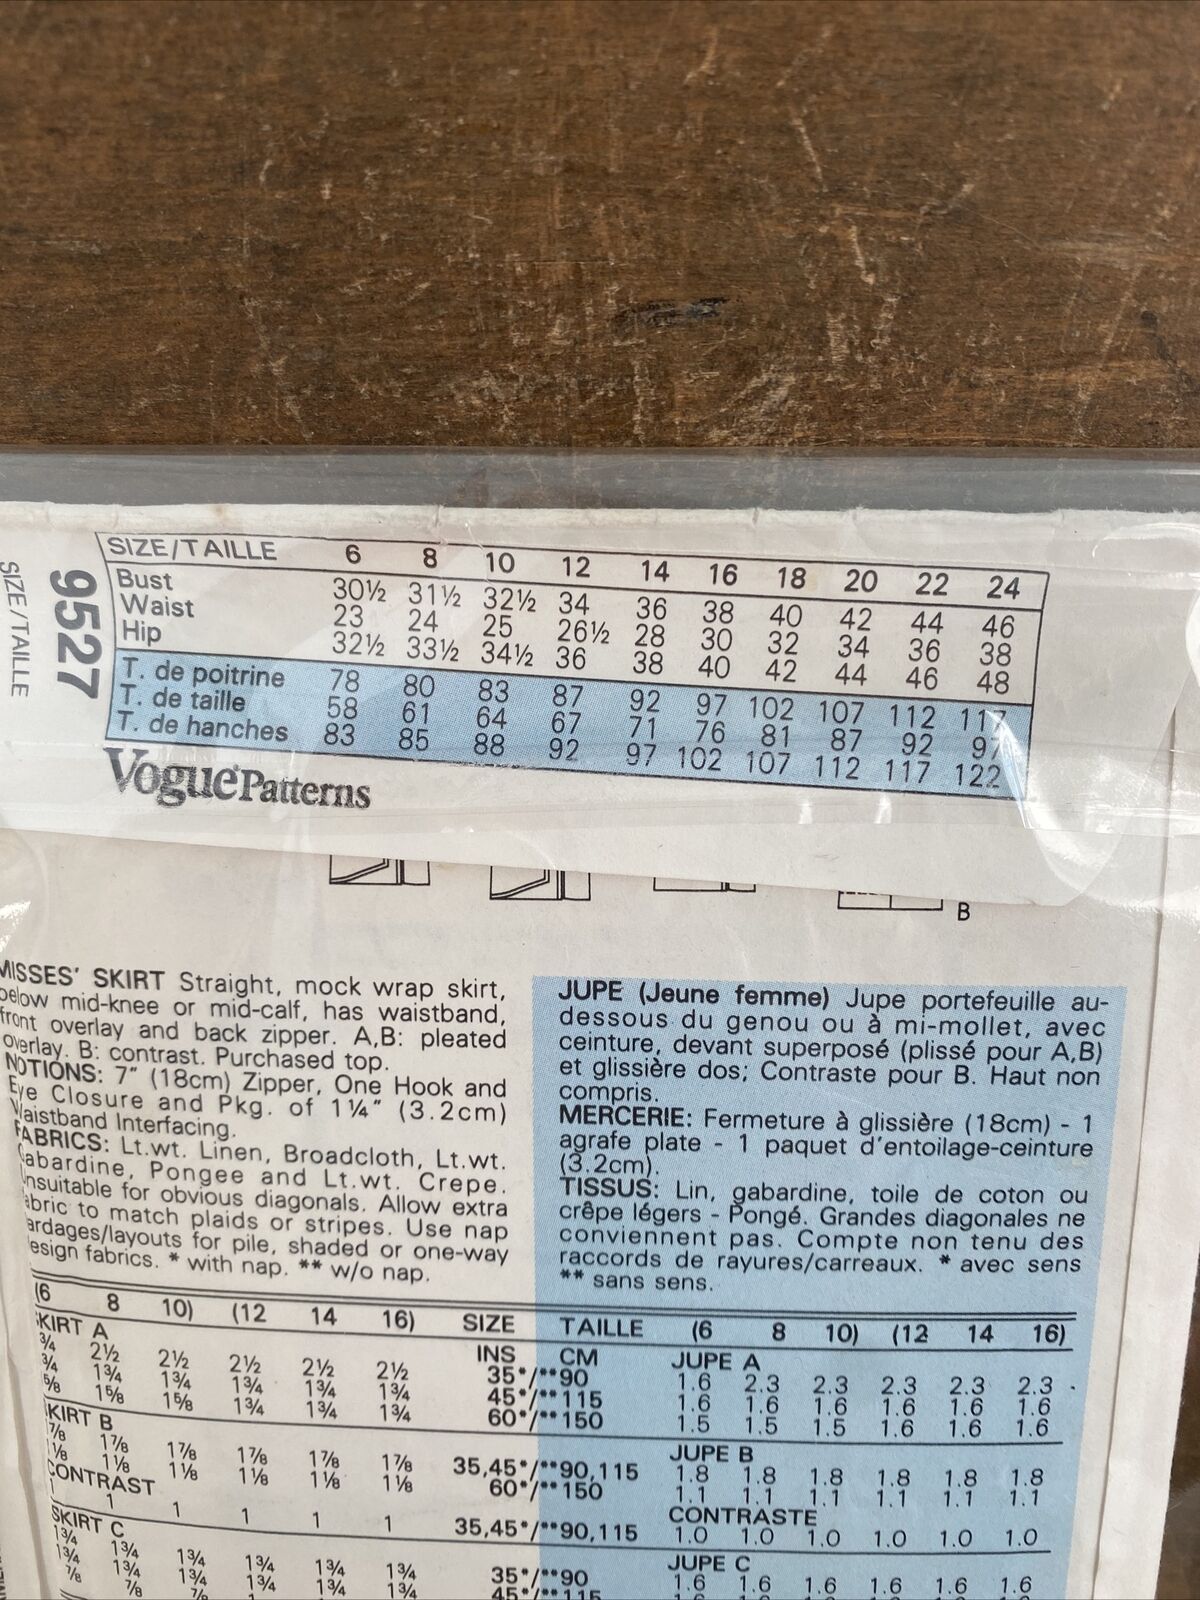 SIZE/TAILLE 6 8 10 12 14 16 18 20 22 24
Bust 30½ 31½ 32½ 34 36 38 40 42 44 46
Waist 23 24 25 26½ 28 30 32 34 36 38
Hip 32½ 33½ 34½ 36 38 40 42 44 46 48
T. de poitrine 78 80 83 87 92 97 102 107 112 117
T. de taille 58 61 64 67 71 76 81 87 92 97
T. de hanches 83 85 88 92 97 102 107 112 117 122
9527
SIZE/TAILLE
Vogue Patterns
B
MISSES' SKIRT Straight, mock wrap skirt,
below mid-knee or mid-calf, has waistband,
front overlay and back zipper. A,B: pleated
overlay. B: contrast. Purchased top.
NOTIONS: 7" (18cm) Zipper, One Hook and
Eye Closure and Pkg. of 1¼" (3.2cm)
Waistband Interfacing.
FABRICS: Lt.wt. Linen, Broadcloth, Lt.wt.
Gabardine, Pongee and Lt.wt. Crepe.
Unsuitable for obvious diagonals. Allow extra
fabric to match plaids or stripes. Use nap
ardages/layouts for pile, shaded or one-way
esign fabrics. * with nap. ** w/o nap.
JUPE (Jeune femme) Jupe portefeuille au-
dessous du genou ou à mi-mollet, avec
ceinture, devant superposé (plissé pour A,B)
et glissière dos; Contraste pour B. Haut non
compris.
MERCERIE: Fermeture à glissière (18cm) - 1
agrafe plate - 1 paquet d'entoilage-ceinture
(3.2cm).
TISSUS: Lin, gabardine, toile de coton ou
crêpe légers - Pongé. Grandes diagonales ne
conviennent pas. Compte non tenu des
raccords de rayures/carreaux. * avec sens
** sans sens.
(6 8 10) (12 14 16) SIZE TAILLE (6 8 10) (12 14 16)
SKIRT A INS CM JUPE A
¾ 2½ 2½ 2½ 2½ 2½ 35*/**90 1.6 2.3 2.3 2.3 2.3 2.3
¾ 1¾ 1¾ 1¾ 1¾ 1¾ 45*/**115 1.6 1.6 1.6 1.6 1.6 1.6
⅝ 1⅝ 1⅝ 1¾ 1¾ 1¾ 60*/**150 1.5 1.5 1.5 1.6 1.6 1.6
KIRT B JUPE B
⅞ 1⅞ 1⅞ 1⅞ 1⅞ 1⅞ 35,45*/**90,115 1.8 1.8 1.8 1.8 1.8 1.8
1⅛ 1⅛ 1⅛ 1⅛ 1⅛ 1⅛ 60*/**150 1.1 1.1 1.1 1.1 1.1 1.1
CONTRAST CONTRASTE
1 1 1 1 1 1 35,45*/**90,115 1.0 1.0 1.0 1.0 1.0 1.0
SKIRT C JUPE C
1¾ 1¾ 1¾ 1¾ 1¾ 1¾ 35*/**90 1.6 1.6 1.6 1.6 1.6 1.6
1¾ 1¾ 1¾ 1¾ 1¾ 1¾ 45*/**115
⅞ ⅞ ⅞